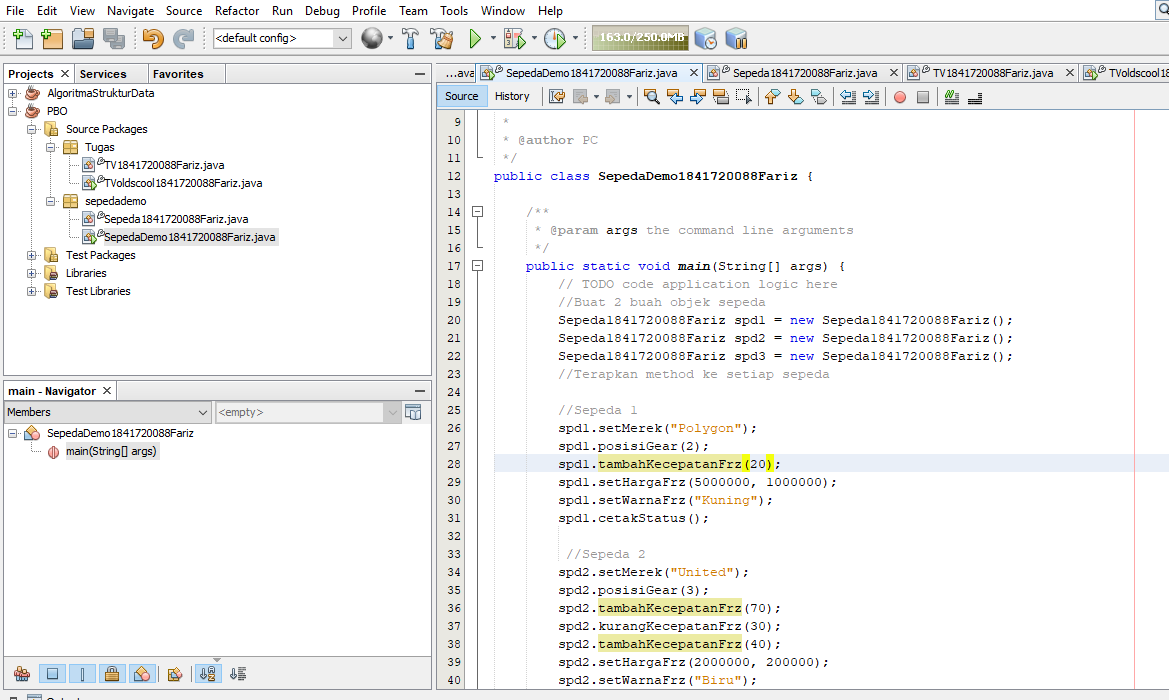 File Edit View Navigate Source Refactor Run Debug Profile Team Tools Window Help
<default config> 163.0/250.0MB
Projects Services Favorites
AlgoritmaStrukturData
PBO
Source Packages
Tugas
TV1841720088Fariz.java
TVoldscool1841720088Fariz.java
sepedademo
Sepeda1841720088Fariz.java
SepedaDemo1841720088Fariz.java
Test Packages
Libraries
Test Libraries
main - Navigator
Members <empty>
SepedaDemo1841720088Fariz
main(String[] args)
...ava SepedaDemo1841720088Fariz.java Sepeda1841720088Fariz.java TV1841720088Fariz.java TVoldscool18
Source History
9 *
10 * @author PC
11 */
12 public class SepedaDemo1841720088Fariz {
13
14 /**
15 * @param args the command line arguments
16 */
17 public static void main(String[] args) {
18 // TODO code application logic here
19 //Buat 2 buah objek sepeda
20 Sepeda1841720088Fariz spd1 = new Sepeda1841720088Fariz();
21 Sepeda1841720088Fariz spd2 = new Sepeda1841720088Fariz();
22 Sepeda1841720088Fariz spd3 = new Sepeda1841720088Fariz();
23 //Terapkan method ke setiap sepeda
24
25 //Sepeda 1
26 spd1.setMerek("Polygon");
27 spd1.posisiGear(2);
28 spd1.tambahKecepatanFrz(20);
29 spd1.setHargaFrz(5000000, 1000000);
30 spd1.setWarnaFrz("Kuning");
31 spd1.cetakStatus();
32
33 //Sepeda 2
34 spd2.setMerek("United");
35 spd2.posisiGear(3);
36 spd2.tambahKecepatanFrz(70);
37 spd2.kurangKecepatanFrz(30);
38 spd2.tambahKecepatanFrz(40);
39 spd2.setHargaFrz(2000000, 200000);
40 spd2.setWarnaFrz("Biru");